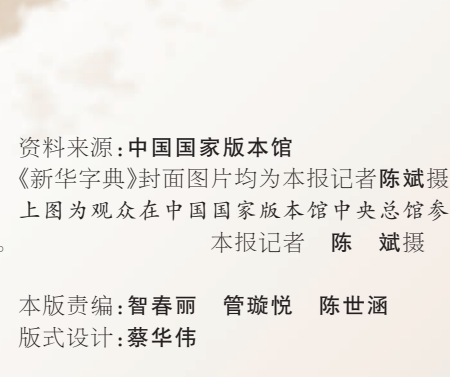 资料来源:中国国家版本馆
《新华字典》封面图片均为本报记者陈斌摄
上图为观众在中国国家版本馆中央总馆参
。　本报记者　陈　斌摄
本版责编:智春丽　管璇悦　陈世涵
版式设计:蔡华伟